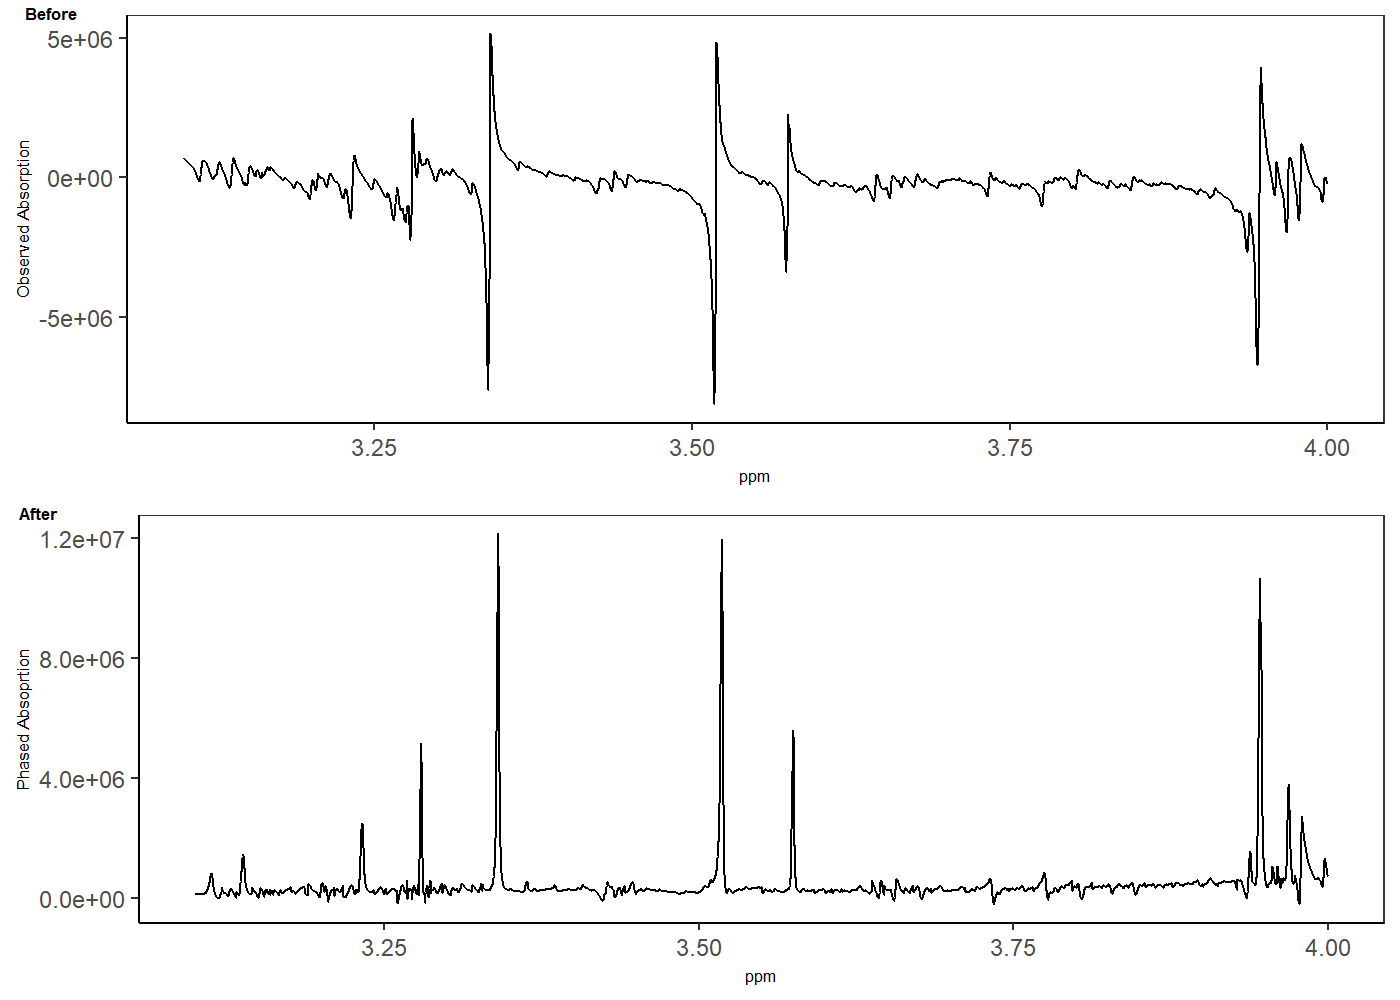 Before
5e+06
0e+00
-5e+06
Observed Absorption
3.25 3.50 3.75 4.00
ppm
After
1.2e+07
8.0e+06
4.0e+06
0.0e+00
Phased Absoprtion
3.25 3.50 3.75 4.00
ppm